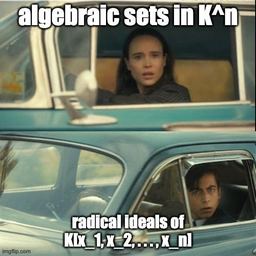 algebraic sets in K^n
radical ideals of
K[x_1, x_2, . . . , x_n]
imgflip.com